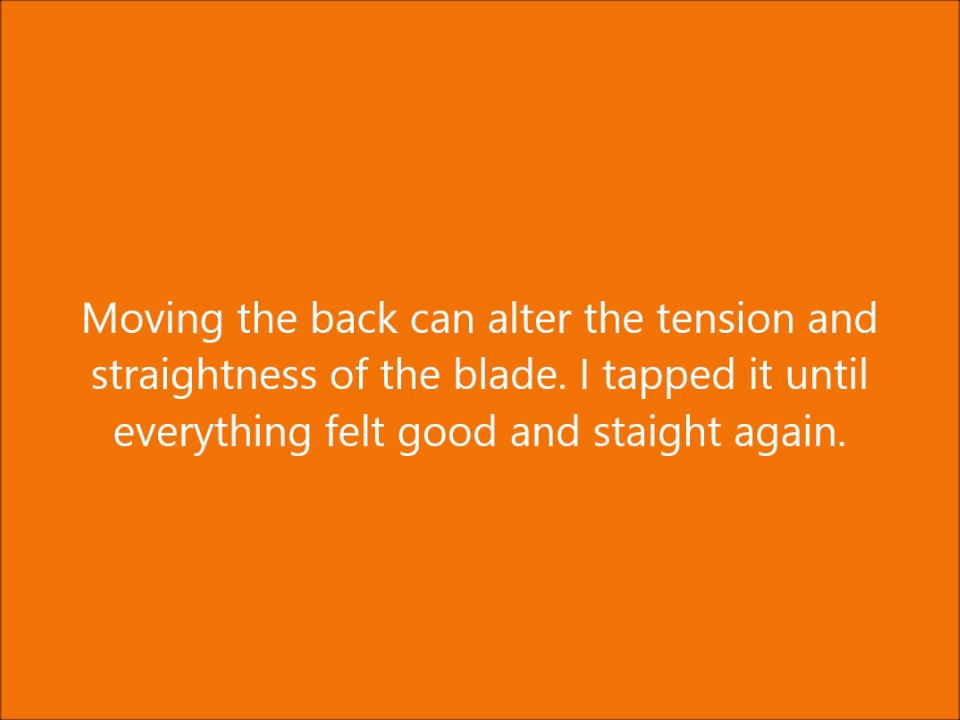 Moving the back can alter the tension and
straightness of the blade. I tapped it until
everything felt good and staight again.